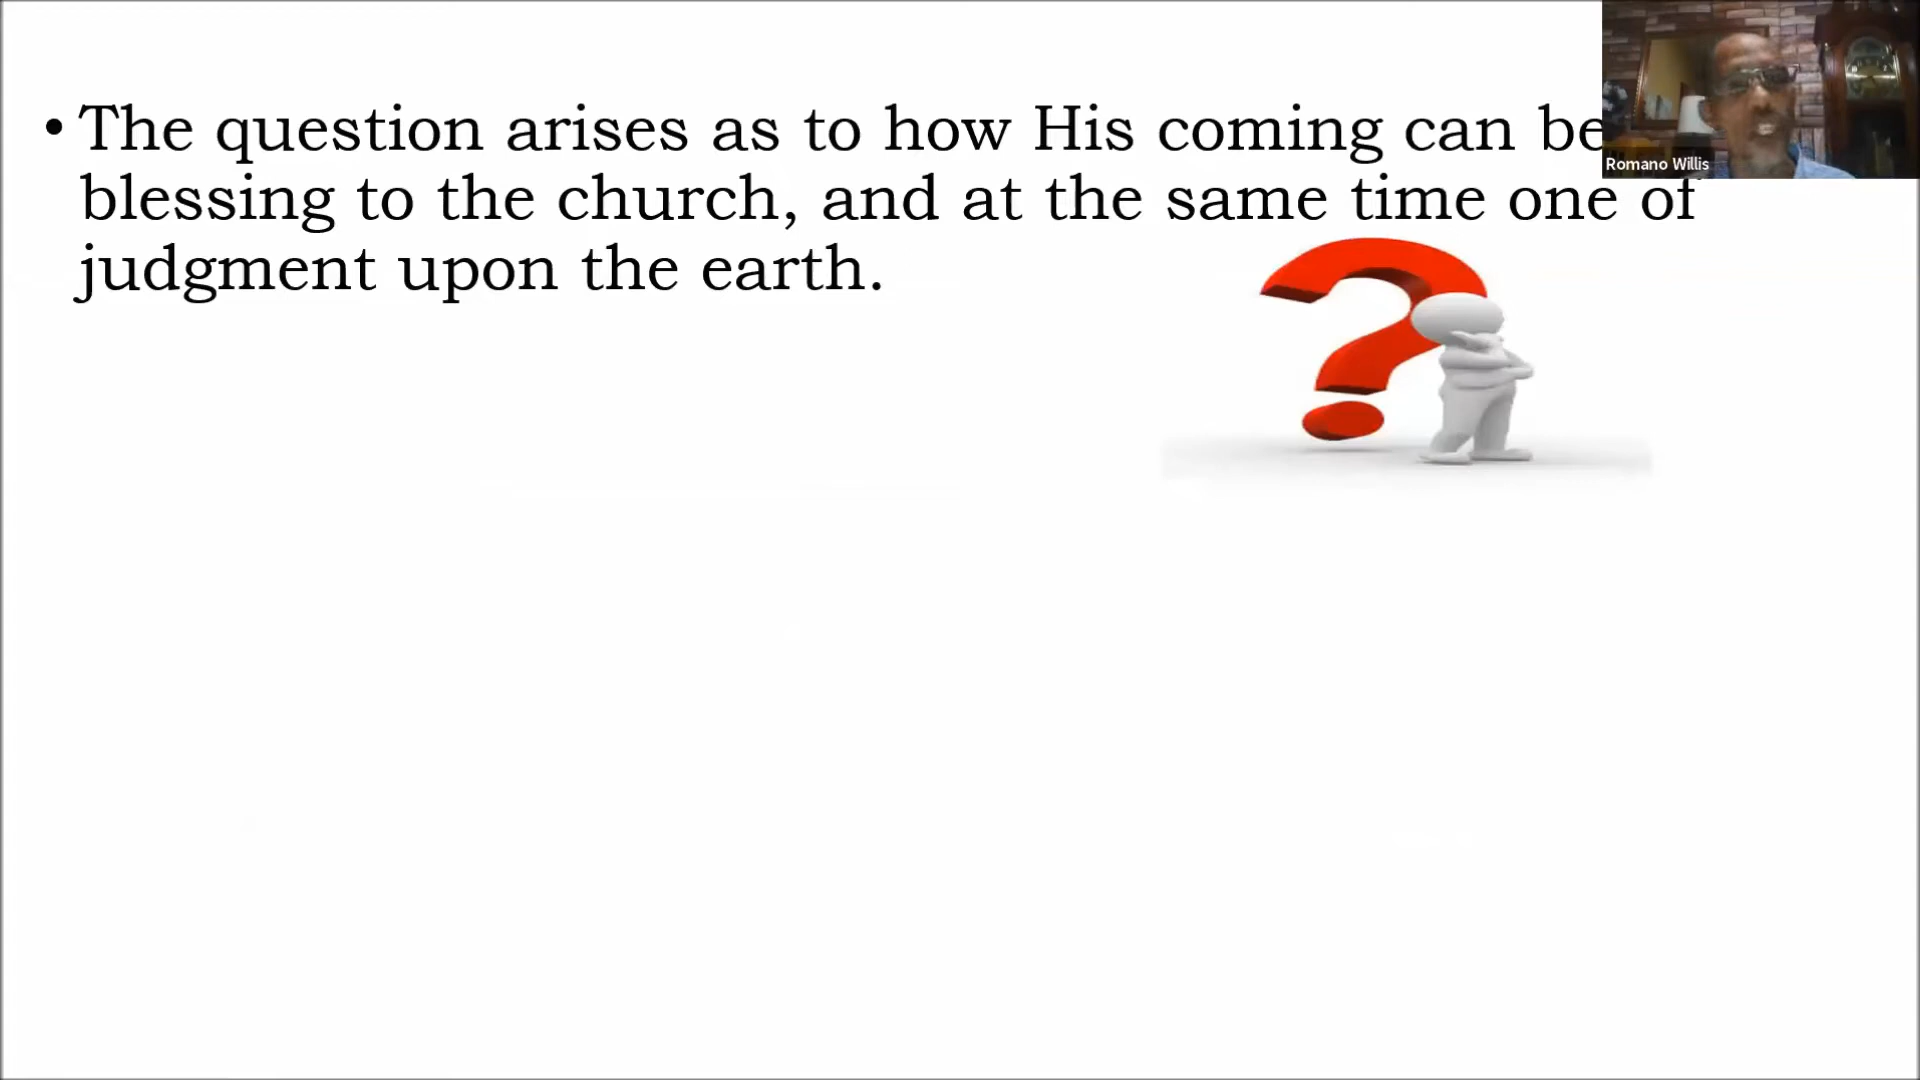 • The question arises as to how His coming can be
blessing to the church, and at the same time one of
judgment upon the earth.
Romano Willis